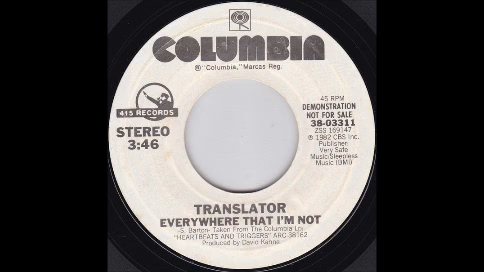 COLUMBIA
® "Columbia," Marcas Reg.
415 RECORDS
STEREO
3:46
45 RPM
DEMONSTRATION
NOT FOR SALE
38-03311
ZSS 169147
℗ 1982 CBS Inc.
Publisher:
Very Safe
Music/Sleepless
Music (BMI)
TRANSLATOR
EVERYWHERE THAT I'M NOT
-S. Barton- Taken From The Columbia Lp:
"HEARTBEATS AND TRIGGERS" ARC 38162
Produced by David Kahne